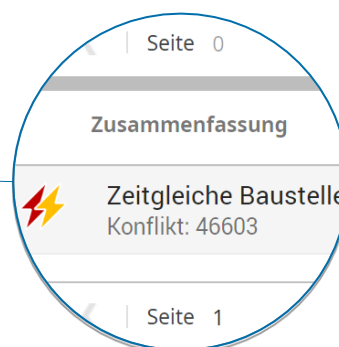 Seite 0
Zusammenfassung
Zeitgleiche Baustelle
Konflikt: 46603
Seite 1